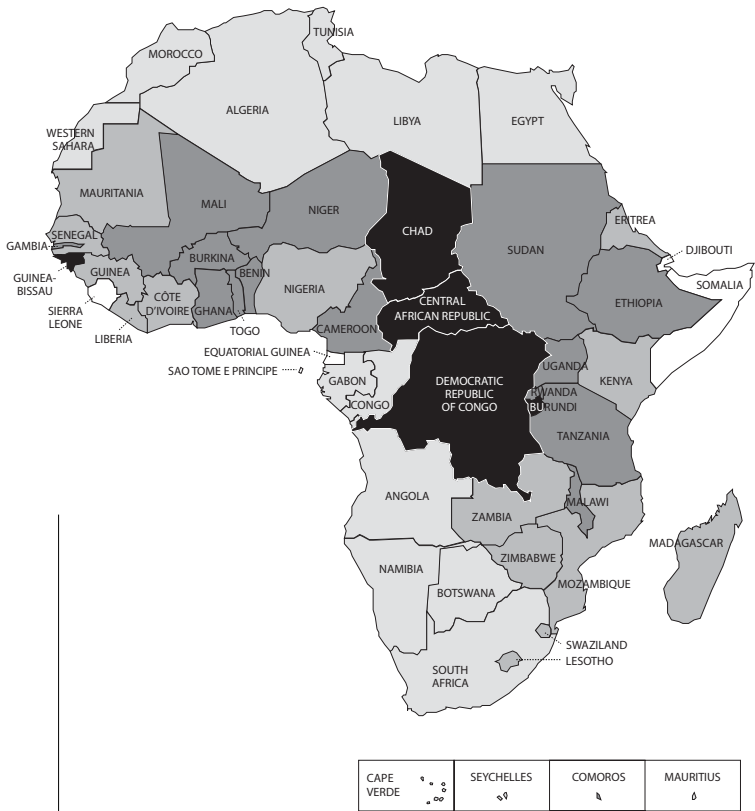 TUNISIA
MOROCCO
ALGERIA
LIBYA
EGYPT
WESTERN
SAHARA
MAURITANIA
MALI
NIGER
CHAD
SUDAN
ERITREA
SENEGAL
GAMBIA
DJIBOUTI
GUINEA-
BISSAU
GUINEA
BURKINA
BENIN
NIGERIA
SOMALIA
SIERRA
LEONE
CÔTE
D'IVOIRE
GHANA
CENTRAL
AFRICAN REPUBLIC
ETHIOPIA
LIBERIA
TOGO
CAMEROON
EQUATORIAL GUINEA
SAO TOME E PRINCIPE
GABON
CONGO
DEMOCRATIC
REPUBLIC
OF CONGO
UGANDA
KENYA
RWANDA
BURUNDI
TANZANIA
ANGOLA
ZAMBIA
MALAWI
MADAGASCAR
NAMIBIA
ZIMBABWE
MOZAMBIQUE
BOTSWANA
SWAZILAND
LESOTHO
SOUTH
AFRICA
CAPE
VERDE
SEYCHELLES
COMOROS
MAURITIUS